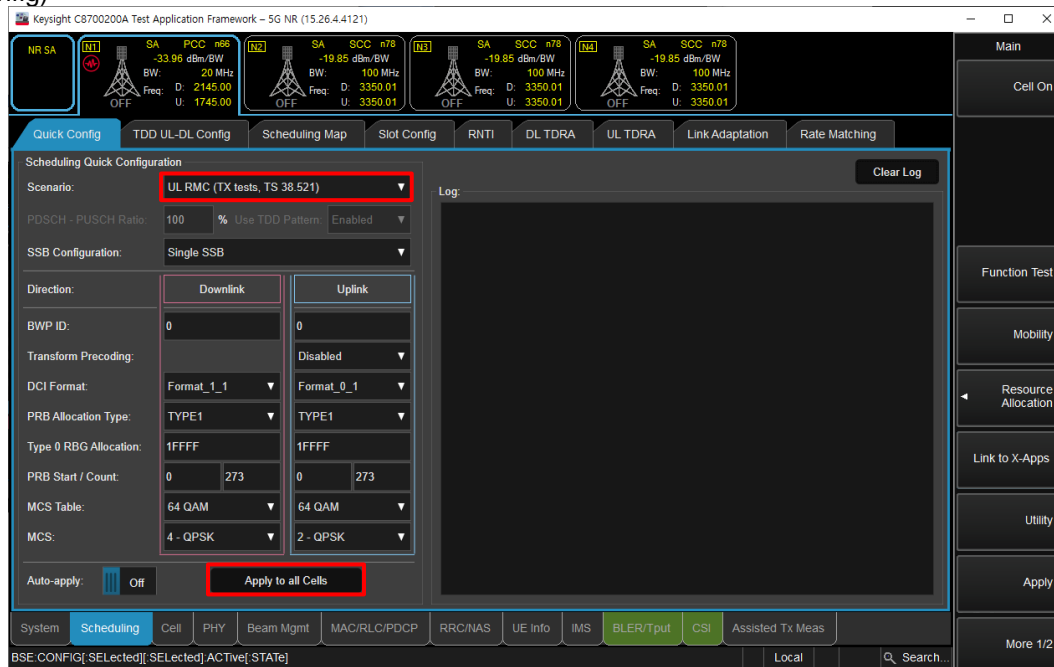 Keysight C8700200A Test Application Framework – 5G NR (15.26.4.4121)
NR SA
N1 SA PCC n66
-33.96 dBm/BW
BW: 20 MHz
Freq: D: 2145.00
U: 1745.00
OFF
N2 SA SCC n78
-19.85 dBm/BW
BW: 100 MHz
Freq: D: 3350.01
U: 3350.01
OFF
N3 SA SCC n78
-19.85 dBm/BW
BW: 100 MHz
Freq: D: 3350.01
U: 3350.01
OFF
N4 SA SCC n78
-19.85 dBm/BW
BW: 100 MHz
Freq: D: 3350.01
U: 3350.01
OFF
Quick Config TDD UL-DL Config Scheduling Map Slot Config RNTI DL TDRA UL TDRA Link Adaptation Rate Matching
Scheduling Quick Configuration
Scenario: UL RMC (TX tests, TS 38.521)
PDSCH - PUSCH Ratio: 100 % Use TDD Pattern: Enabled
SSB Configuration: Single SSB
Direction: Downlink Uplink
BWP ID: 0 0
Transform Precoding: Disabled
DCI Format: Format_1_1 Format_0_1
PRB Allocation Type: TYPE1 TYPE1
Type 0 RBG Allocation: 1FFFF 1FFFF
PRB Start / Count: 0 273 0 273
MCS Table: 64 QAM 64 QAM
MCS: 4 - QPSK 2 - QPSK
Auto-apply: Off Apply to all Cells
Clear Log
Log:
Main
Cell On
Function Test
Mobility
Resource
Allocation
Link to X-Apps
Utility
Apply
More 1/2
System Scheduling Cell PHY Beam Mgmt MAC/RLC/PDCP RRC/NAS UE Info IMS BLER/Tput CSI Assisted Tx Meas
BSE:CONFIG[:SELected][:SELected]:ACTive[:STATe] Local Search...